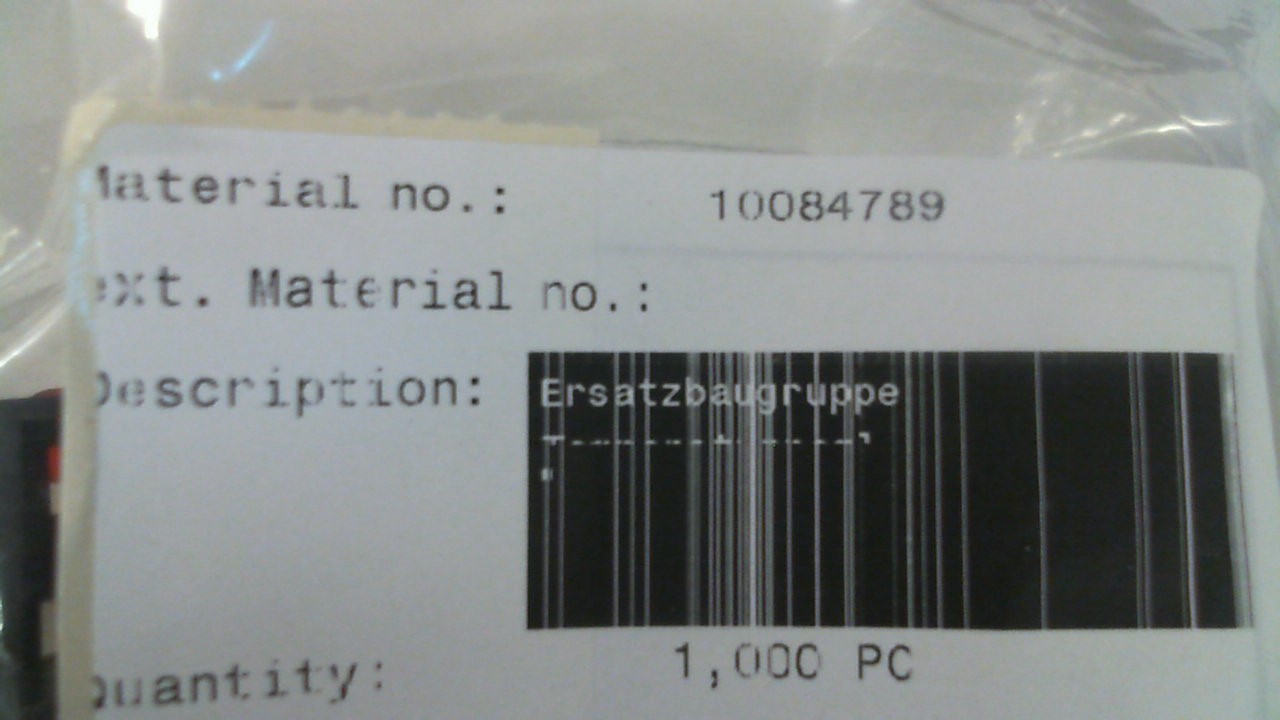 Material no.: 10084789
ext. Material no.:
Description: Ersatzbaugruppe
Quantity: 1,000 PC